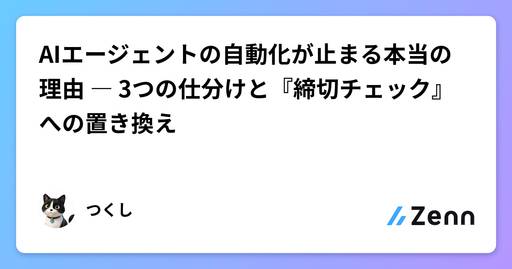 AIエージェントの自動化が止まる本当の
理由 — 3つの仕分けと『締切チェック』
への置き換え
つくし
Zenn